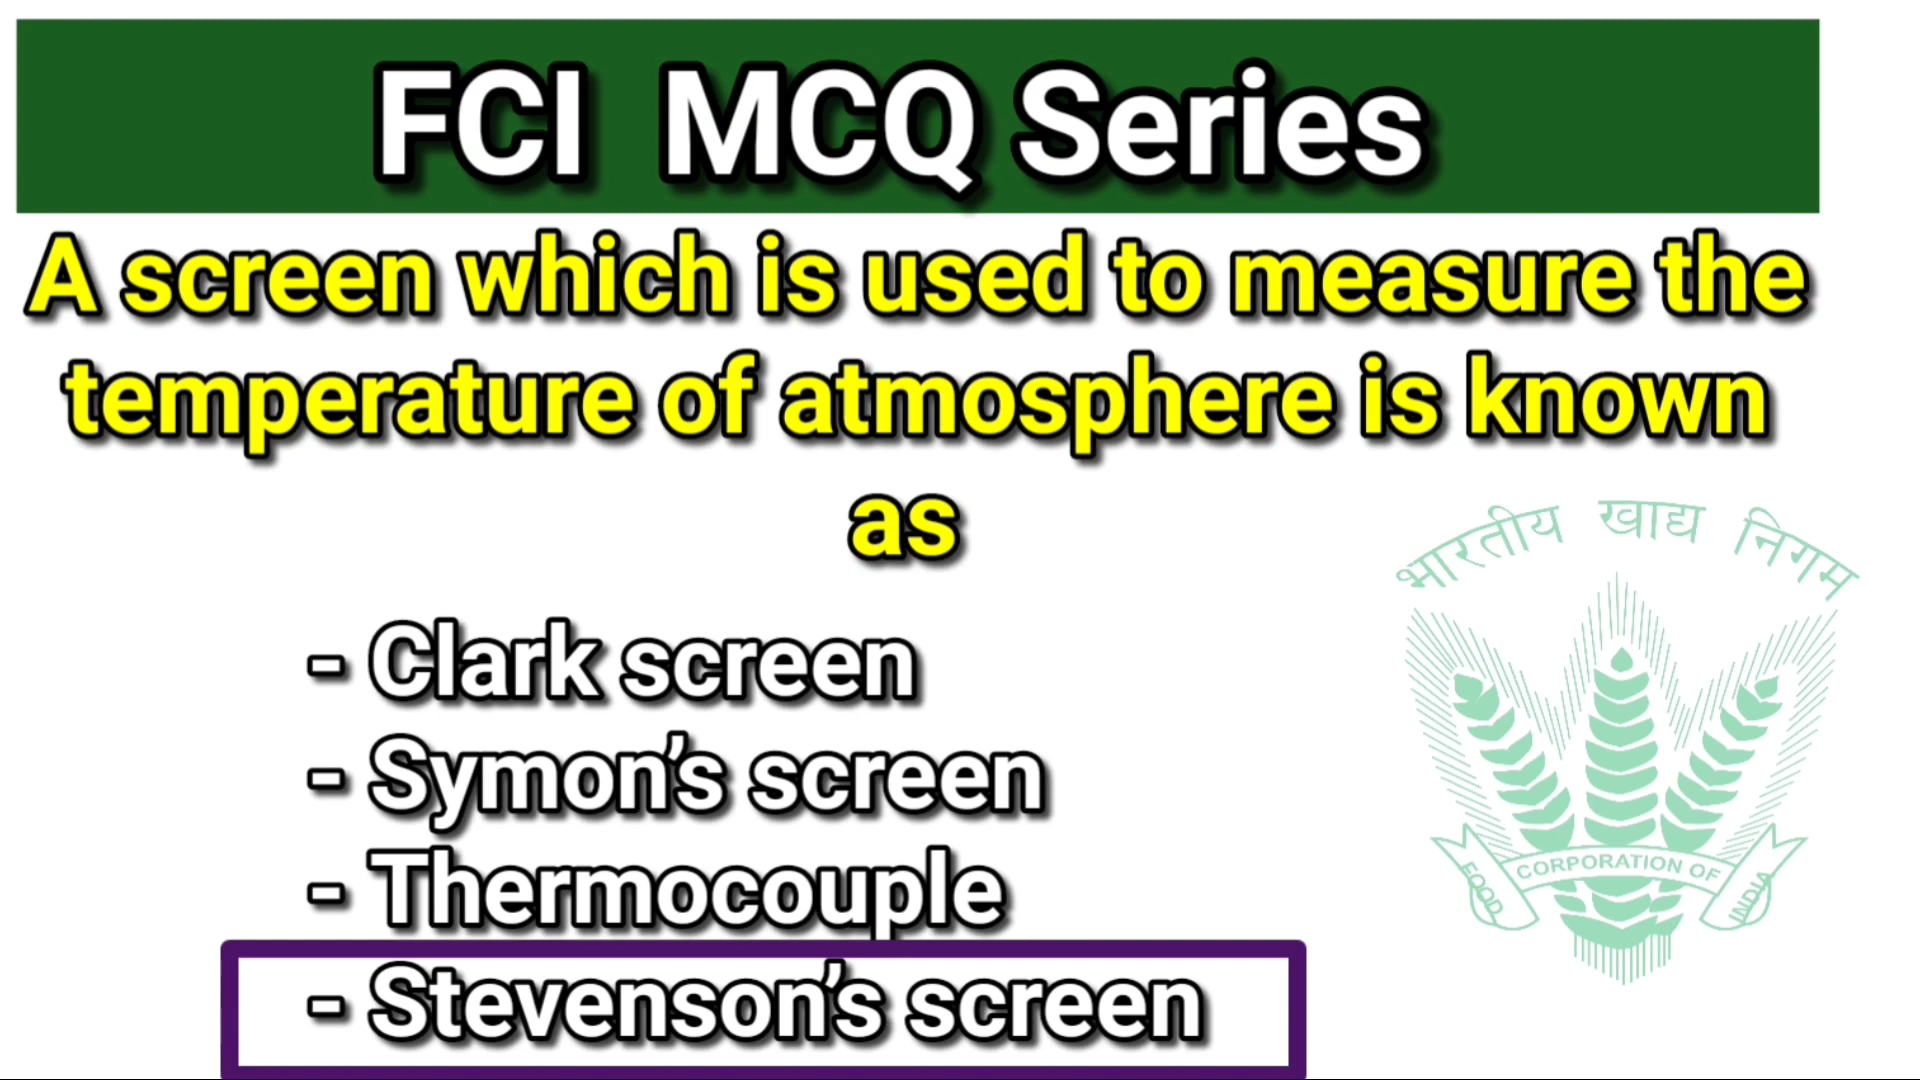 FCI MCQ Series
A screen which is used to measure the
temperature of atmosphere is known
as
- Clark screen
- Symon’s screen
- Thermocouple
- Stevenson’s screen
भारतीय खाद्य निगम
FOOD CORPORATION OF INDIA